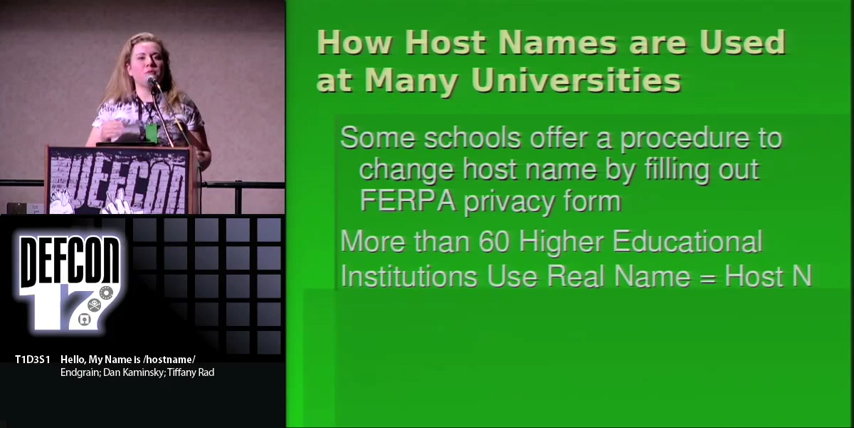 How Host Names are Used
at Many Universities
Some schools offer a procedure to
change host name by filling out
FERPA privacy form
More than 60 Higher Educational
Institutions Use Real Name = Host N
DEFCON
DEFCON
17
T1D3S1 Hello, My Name is /hostname/
Endgrain; Dan Kaminsky; Tiffany Rad